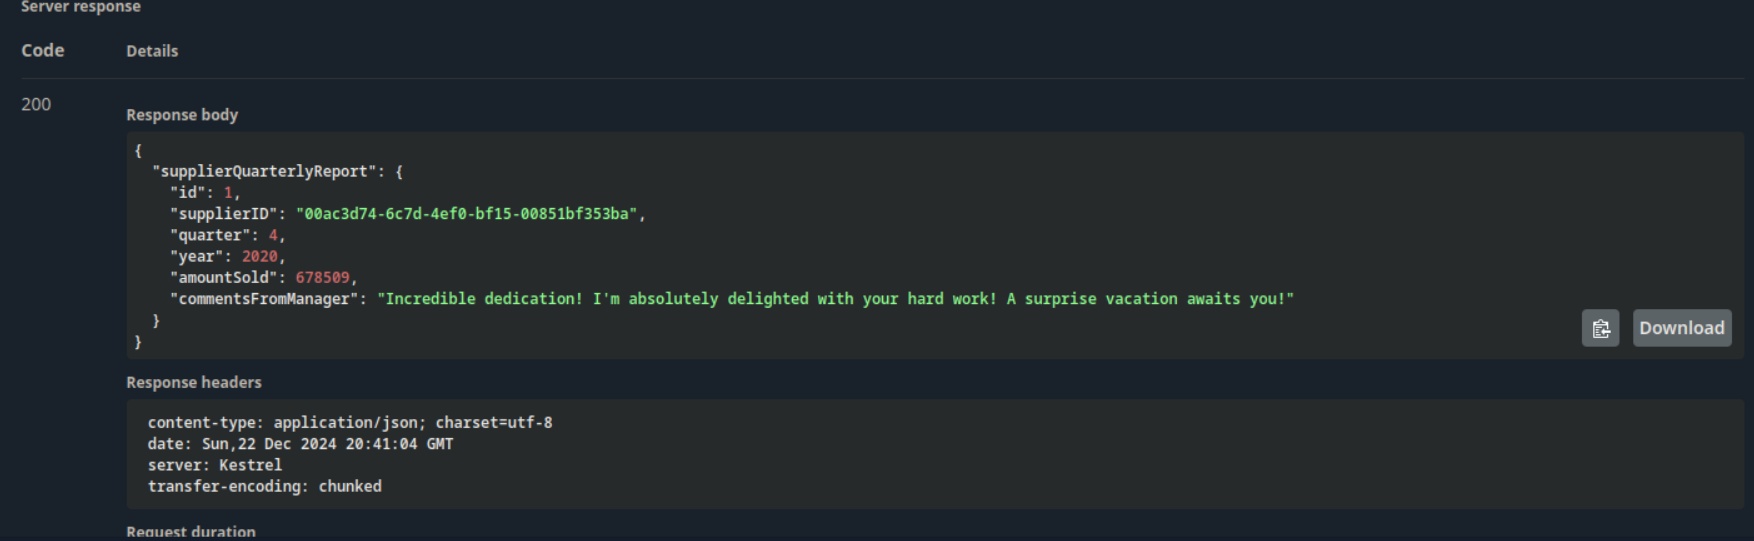 Server response
Code Details
200
Response body
{
  "supplierQuarterlyReport": {
    "id": 1,
    "supplierID": "00ac3d74-6c7d-4ef0-bf15-00851bf353ba",
    "quarter": 4,
    "year": 2020,
    "amountSold": 678509,
    "commentsFromManager": "Incredible dedication! I'm absolutely delighted with your hard work! A surprise vacation awaits you!"
  }
}
Download
Response headers
content-type: application/json; charset=utf-8
date: Sun,22 Dec 2024 20:41:04 GMT
server: Kestrel
transfer-encoding: chunked
Request duration